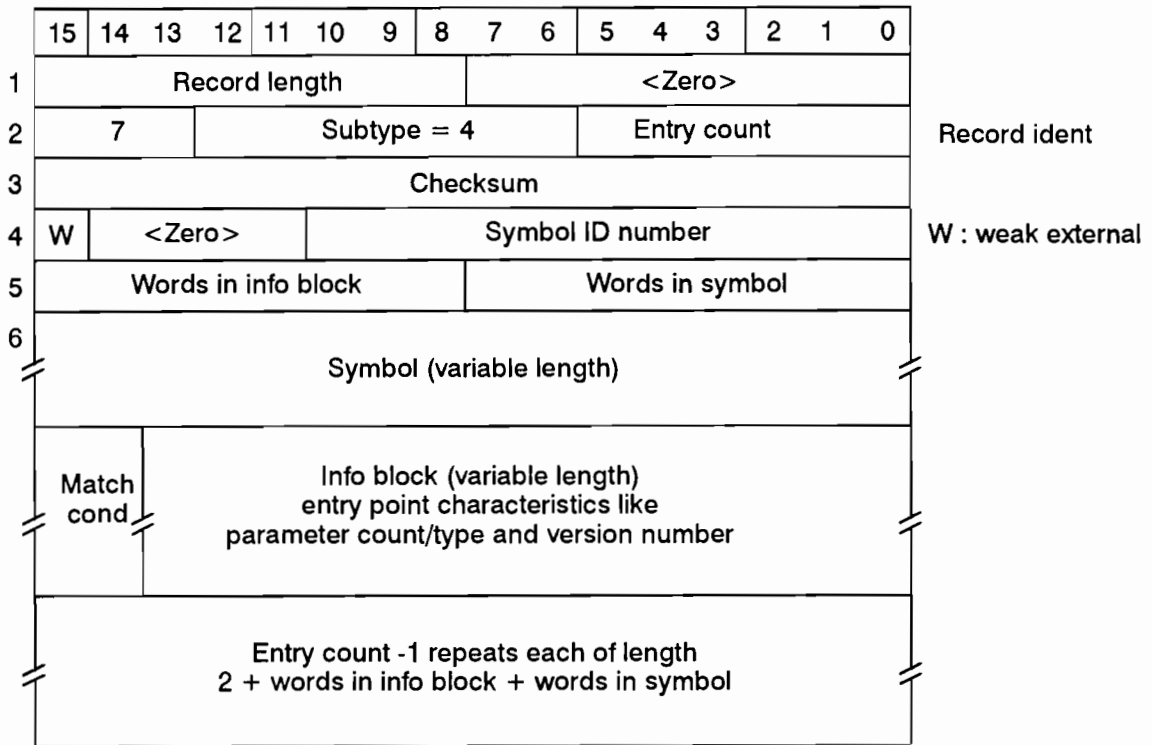 15 14 13 12 11 10 9 8 7 6 5 4 3 2 1 0
1 Record length <Zero>
2 7 Subtype = 4 Entry count Record ident
3 Checksum
4 W <Zero> Symbol ID number W : weak external
5 Words in info block Words in symbol
6
Symbol (variable length)
Info block (variable length)
Match entry point characteristics like
cond parameter count/type and version number
Entry count -1 repeats each of length
2 + words in info block + words in symbol